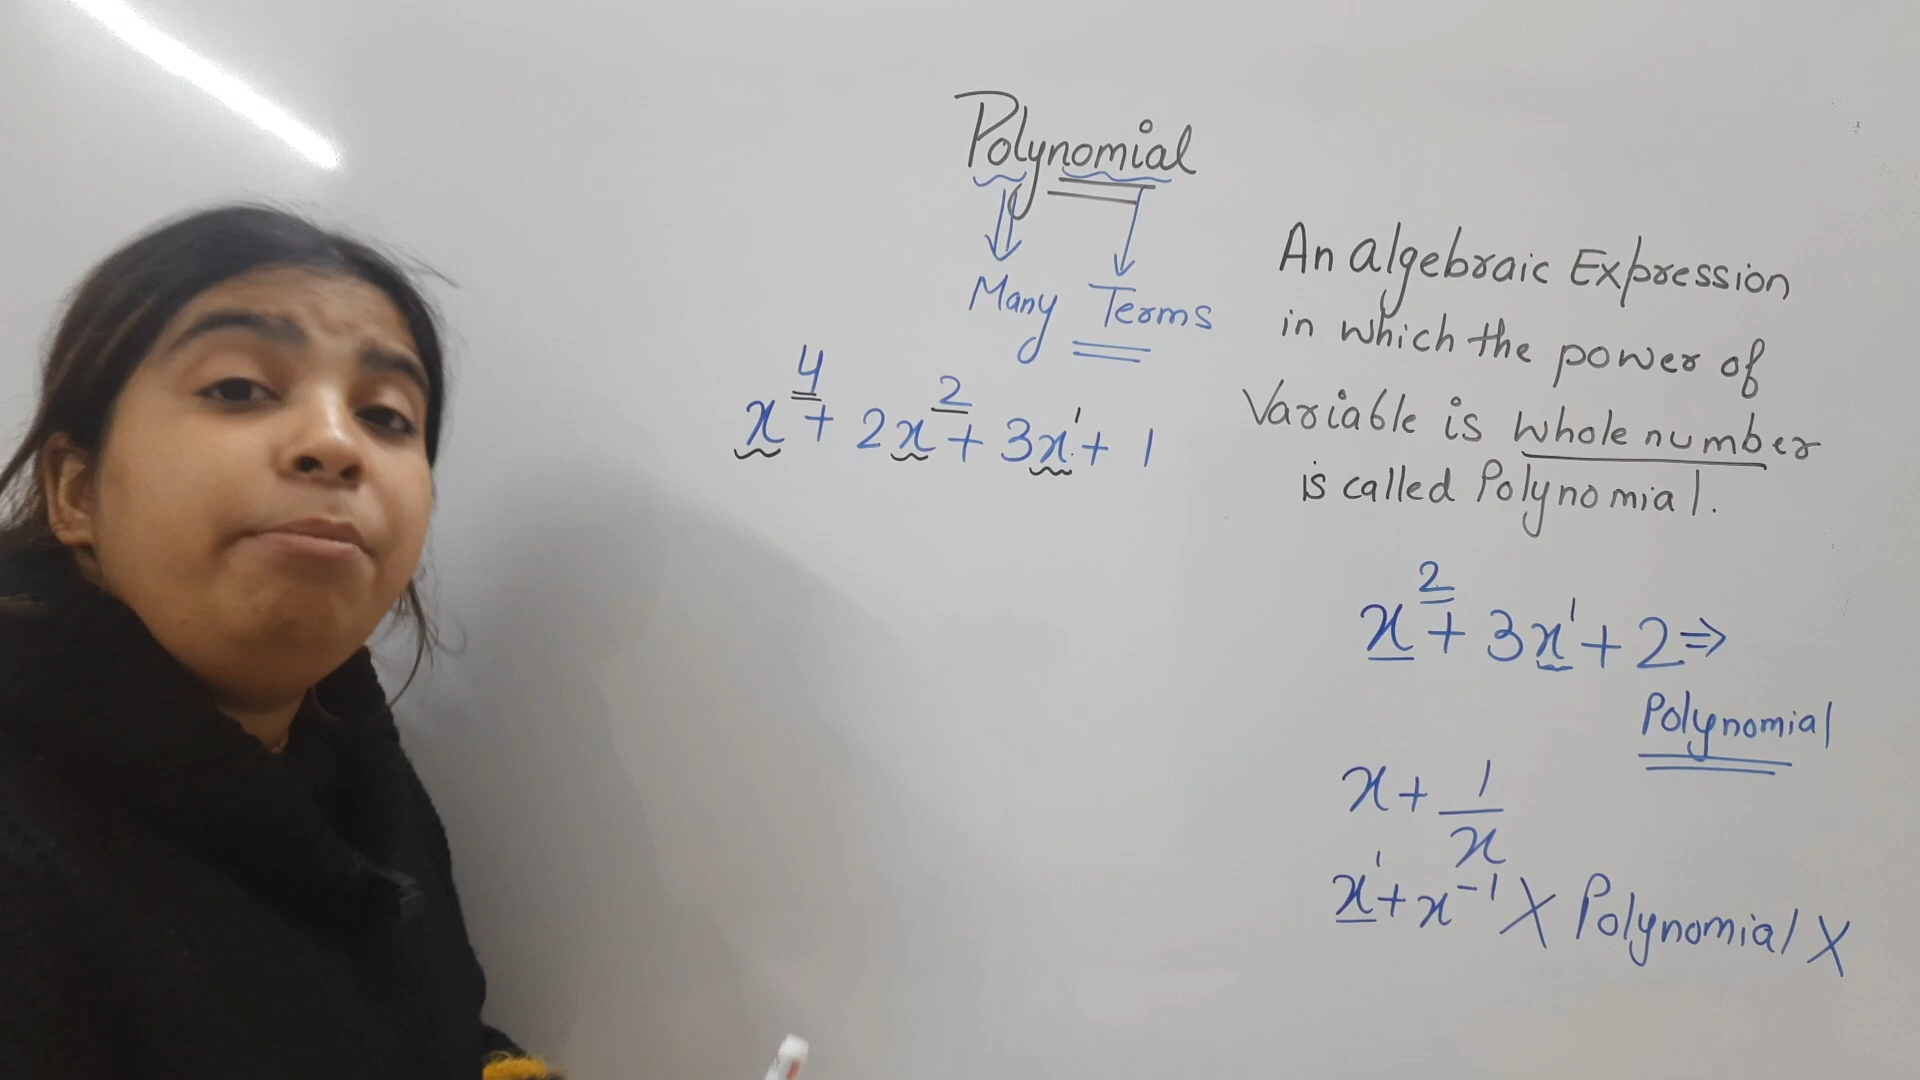 Polynomial
Many Terms
x⁴ + 2x² + 3x¹ + 1
An algebraic Expression
in which the power of
Variable is whole number
is called Polynomial.
x² + 3x¹ + 2 ⇒
Polynomial
x + 1/x
x¹ + x⁻¹ X Polynomial X